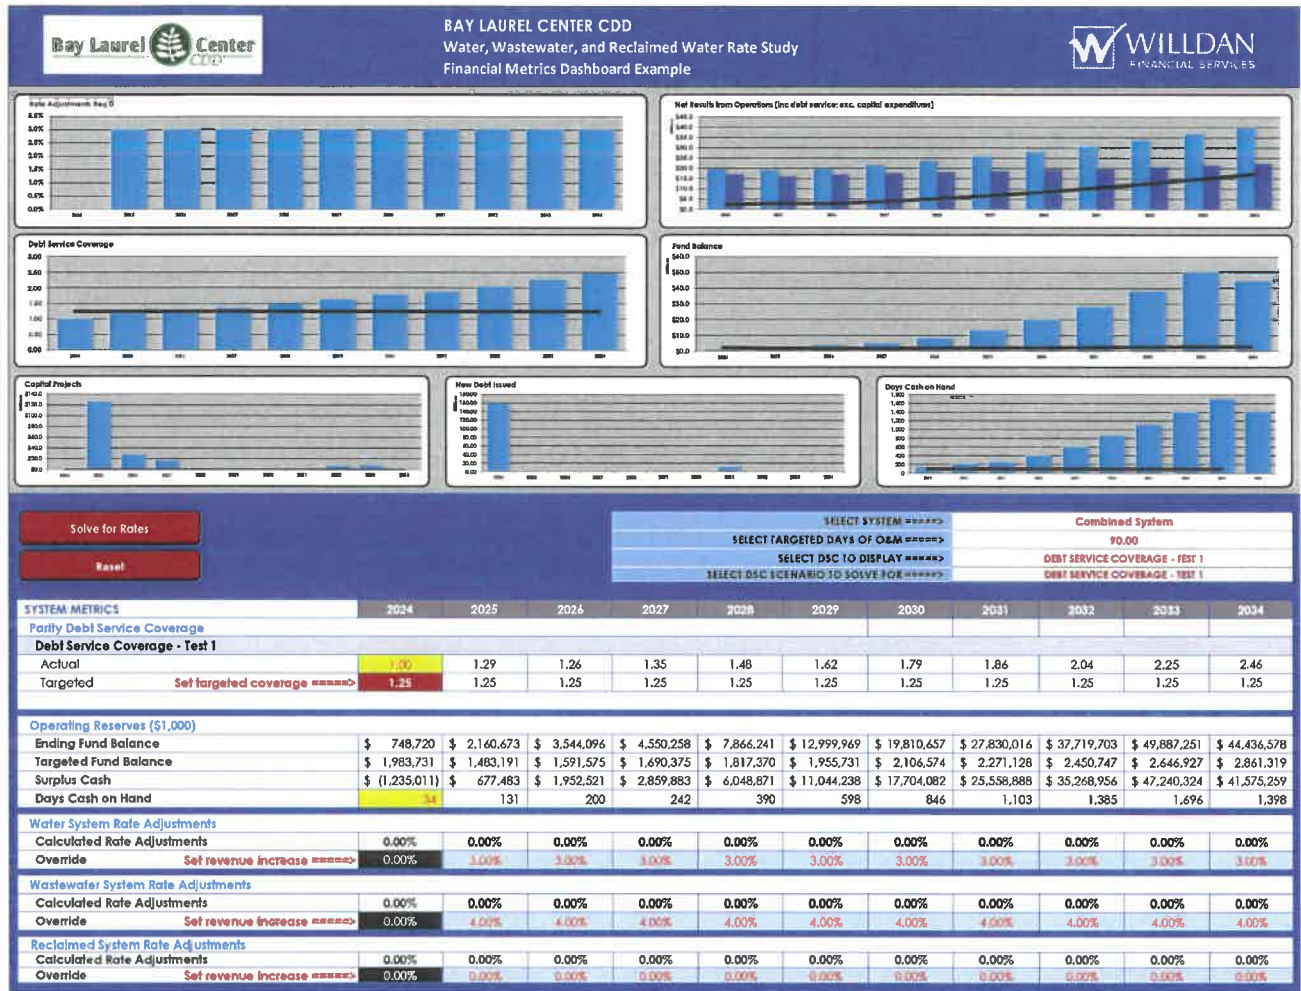 Bay Laurel Center
CDD
BAY LAUREL CENTER CDD
Water, Wastewater, and Reclaimed Water Rate Study
Financial Metrics Dashboard Example
WILLDAN
FINANCIAL SERVICES
Rate Adjustments Req'D
Net Results from Operations (inc debt service; exc. capital expenditures)
Debt Service Coverage
Fund Balance
Capital Projects
New Debt Issued
Days Cash on Hand
Solve for Rates
Reset
SELECT SYSTEM =====> Combined System
SELECT TARGETED DAYS OF O&M =====> 90.00
SELECT DSC TO DISPLAY =====> DEBT SERVICE COVERAGE - TEST 1
SELECT DSC SCENARIO TO SOLVE FOR =====> DEBT SERVICE COVERAGE - TEST 1
SYSTEM METRICS 2024 2025 2026 2027 2028 2029 2030 2031 2032 2033 2034
Parity Debt Service Coverage
Debt Service Coverage - Test 1
Actual 1.00 1.29 1.26 1.35 1.48 1.62 1.79 1.86 2.04 2.25 2.46
Targeted Set targeted coverage =====> 1.25 1.25 1.25 1.25 1.25 1.25 1.25 1.25 1.25 1.25 1.25
Operating Reserves ($1,000)
Ending Fund Balance $ 748,720 $ 2,160,673 $ 3,544,096 $ 4,550,258 $ 7,866,241 $ 12,999,969 $ 19,810,657 $ 27,830,016 $ 37,719,703 $ 49,887,251 $ 44,436,578
Targeted Fund Balance $ 1,983,731 $ 1,483,191 $ 1,591,575 $ 1,690,375 $ 1,817,370 $ 1,955,731 $ 2,106,574 $ 2,271,128 $ 2,450,747 $ 2,646,927 $ 2,861,319
Surplus Cash $ (1,235,011) $ 677,483 $ 1,952,521 $ 2,859,883 $ 6,048,871 $ 11,044,238 $ 17,704,082 $ 25,558,888 $ 35,268,956 $ 47,240,324 $ 41,575,259
Days Cash on Hand 34 131 200 242 390 598 846 1,103 1,385 1,696 1,398
Water System Rate Adjustments
Calculated Rate Adjustments 0.00% 0.00% 0.00% 0.00% 0.00% 0.00% 0.00% 0.00% 0.00% 0.00% 0.00%
Override Set revenue increase =====> 0.00% 3.00% 3.00% 3.00% 3.00% 3.00% 3.00% 3.00% 3.00% 3.00% 3.00%
Wastewater System Rate Adjustments
Calculated Rate Adjustments 0.00% 0.00% 0.00% 0.00% 0.00% 0.00% 0.00% 0.00% 0.00% 0.00% 0.00%
Override Set revenue increase =====> 0.00% 4.00% 4.00% 4.00% 4.00% 4.00% 4.00% 4.00% 4.00% 4.00% 4.00%
Reclaimed System Rate Adjustments
Calculated Rate Adjustments 0.00% 0.00% 0.00% 0.00% 0.00% 0.00% 0.00% 0.00% 0.00% 0.00% 0.00%
Override Set revenue increase =====> 0.00% 0.00% 0.00% 0.00% 0.00% 0.00% 0.00% 0.00% 0.00% 0.00% 0.00%